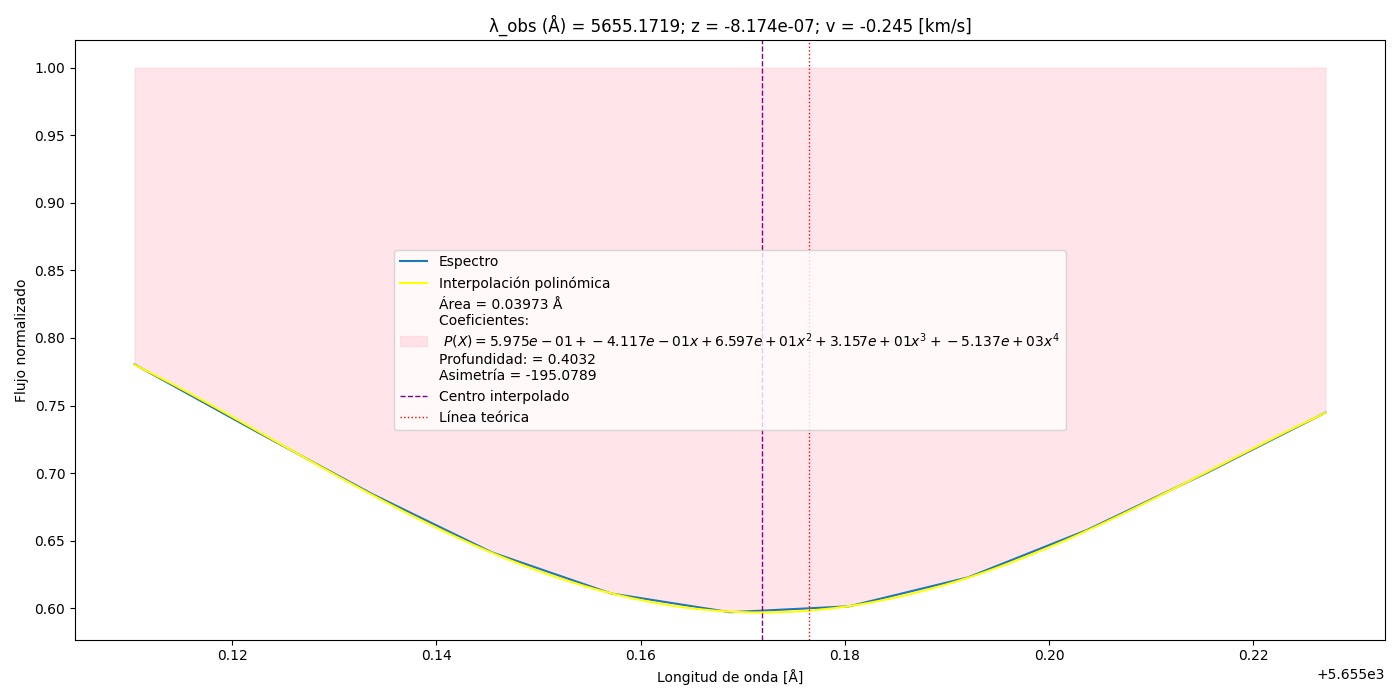 λ_obs (Å) = 5655.1719; z = -8.174e-07; v = -0.245 [km/s]
Flujo normalizado
1.00
0.95
0.90
0.85
0.80
0.75
0.70
0.65
0.60
Espectro
Interpolación polinómica
Área = 0.03973 Å
Coeficientes:
P(X) = 5.975e − 01 + −4.117e − 01x + 6.597e + 01x² + 3.157e + 01x³ + −5.137e + 03x⁴
Profundidad: = 0.4032
Asimetría = -195.0789
Centro interpolado
Línea teórica
0.12
0.14
0.16
0.18
0.20
0.22
+5.655e3
Longitud de onda [Å]